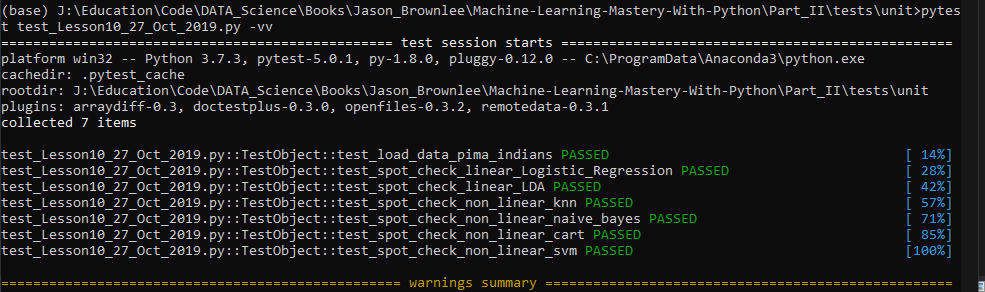 (base) J:\Education\Code\DATA_Science\Books\Jason_Brownlee\Machine-Learning-Mastery-With-Python\Part_II\tests\unit>pytes
t test_Lesson10_27_Oct_2019.py -vv
================================================= test session starts =================================================
platform win32 -- Python 3.7.3, pytest-5.0.1, py-1.8.0, pluggy-0.12.0 -- C:\ProgramData\Anaconda3\python.exe
cachedir: .pytest_cache
rootdir: J:\Education\Code\DATA_Science\Books\Jason_Brownlee\Machine-Learning-Mastery-With-Python\Part_II\tests\unit
plugins: arraydiff-0.3, doctestplus-0.3.0, openfiles-0.3.2, remotedata-0.3.1
collected 7 items
test_Lesson10_27_Oct_2019.py::TestObject::test_load_data_pima_indians PASSED [ 14%]
test_Lesson10_27_Oct_2019.py::TestObject::test_spot_check_linear_Logistic_Regression PASSED [ 28%]
test_Lesson10_27_Oct_2019.py::TestObject::test_spot_check_linear_LDA PASSED [ 42%]
test_Lesson10_27_Oct_2019.py::TestObject::test_spot_check_non_linear_knn PASSED [ 57%]
test_Lesson10_27_Oct_2019.py::TestObject::test_spot_check_non_linear_naive_bayes PASSED [ 71%]
test_Lesson10_27_Oct_2019.py::TestObject::test_spot_check_non_linear_cart PASSED [ 85%]
test_Lesson10_27_Oct_2019.py::TestObject::test_spot_check_non_linear_svm PASSED [100%]
================================================== warnings summary ===================================================